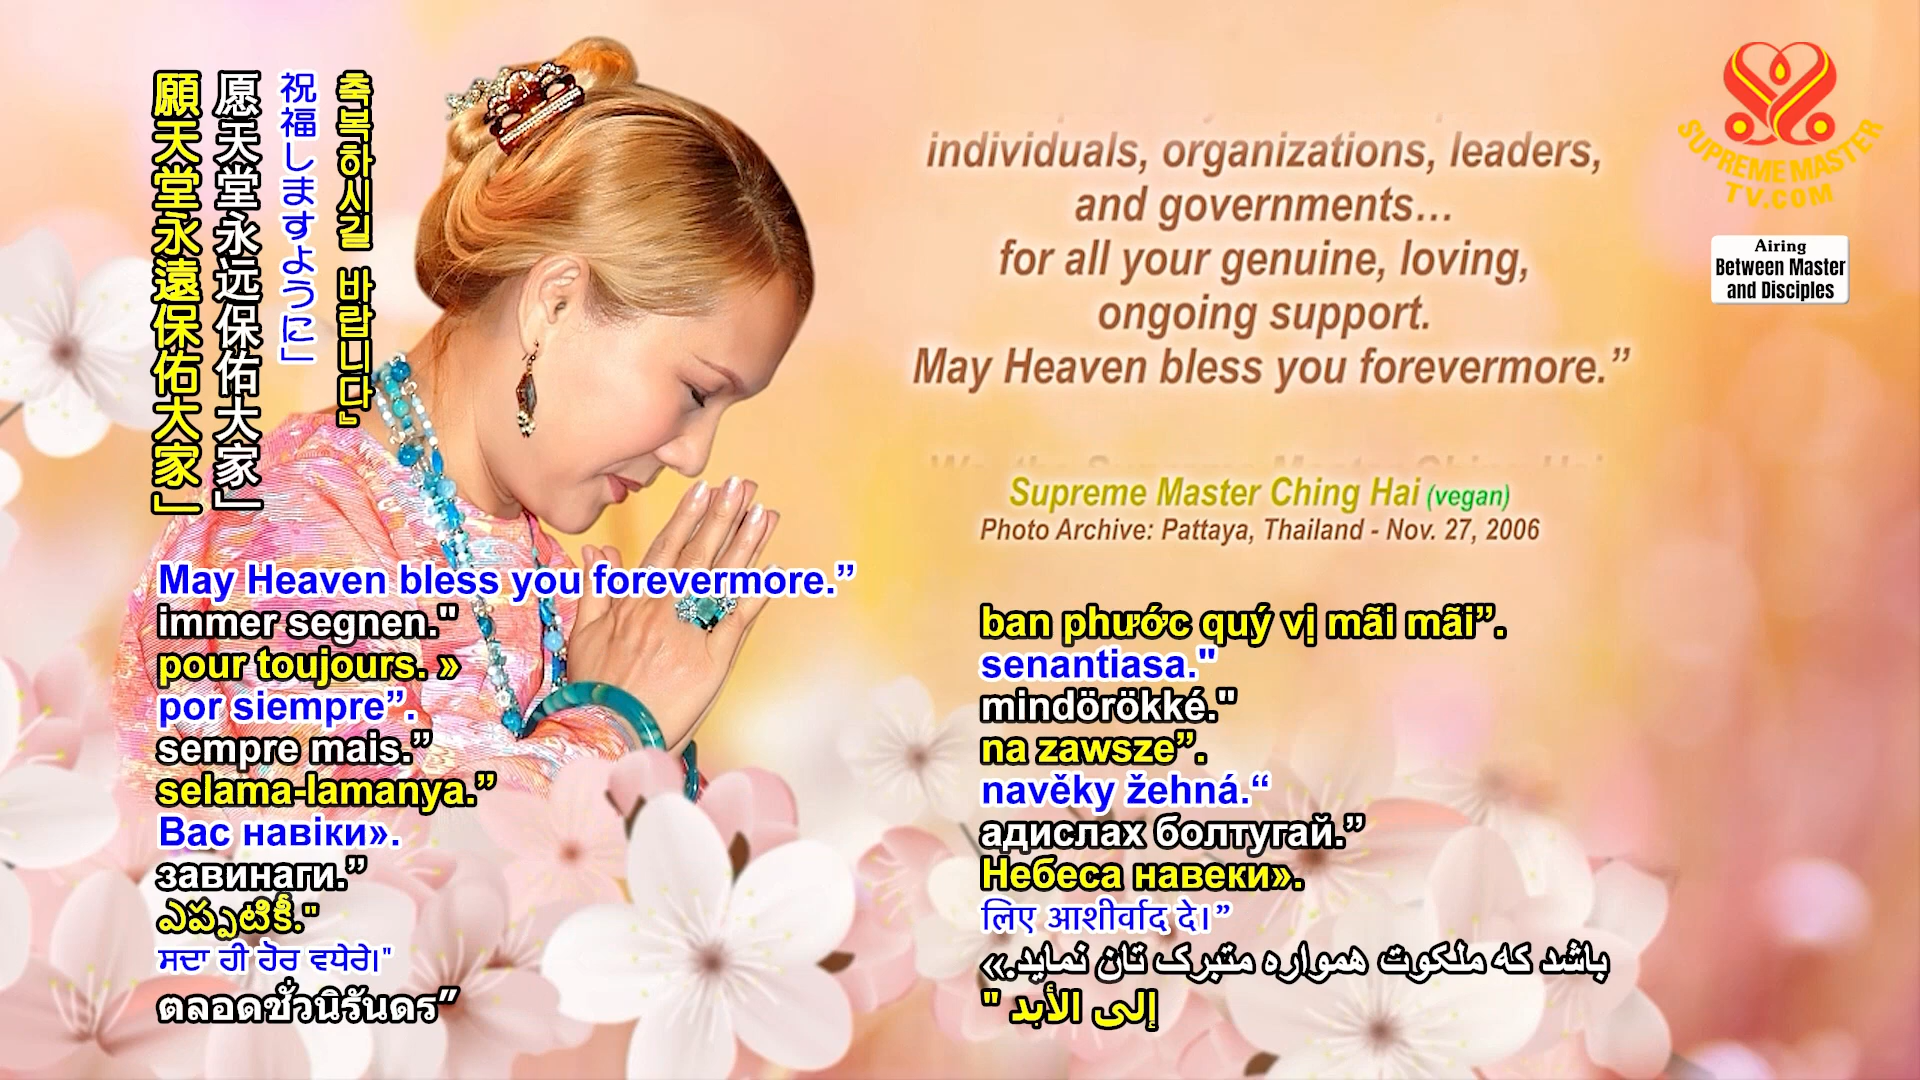 願天堂永遠保佑大家」
愿天堂永远保佑大家」
祝福しますように」
축복하시길 바랍니다』
individuals, organizations, leaders,
and governments…
for all your genuine, loving,
ongoing support.
May Heaven bless you forevermore.”
Supreme Master Ching Hai (vegan)
Photo Archive: Pattaya, Thailand - Nov. 27, 2006
SUPREME MASTER
TV.COM
Airing
Between Master
and Disciples
May Heaven bless you forevermore.”
immer segnen."
pour toujours. »
por siempre”.
sempre mais.”
selama-lamanya.”
Вас навіки».
завинаги.”
ఎప్పటికీ."
ਸਦਾ ਹੀ ਹੋਰ ਵਧੇਰੇ।"
ตลอดชั่วนิรันดร”
ban phước quý vị mãi mãi”.
senantiasa."
mindörökké."
na zawsze”.
navěky žehná.“
адислах болтугай.”
Небеса навеки».
लिए आशीर्वाद दे।”
باشد که ملکوت همواره متبرک تان نماید.»
إلى الأبد "